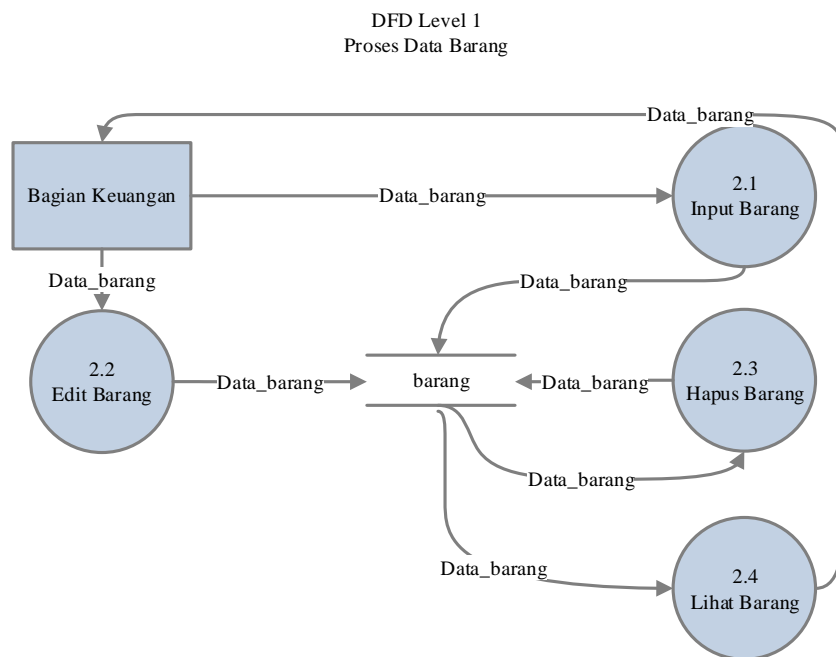 DFD Level 1
Proses Data Barang
Data_barang
Bagian Keuangan
Data_barang
2.1
Input Barang
Data_barang
Data_barang
2.2
Edit Barang
Data_barang
barang
Data_barang
2.3
Hapus Barang
Data_barang
Data_barang
2.4
Lihat Barang